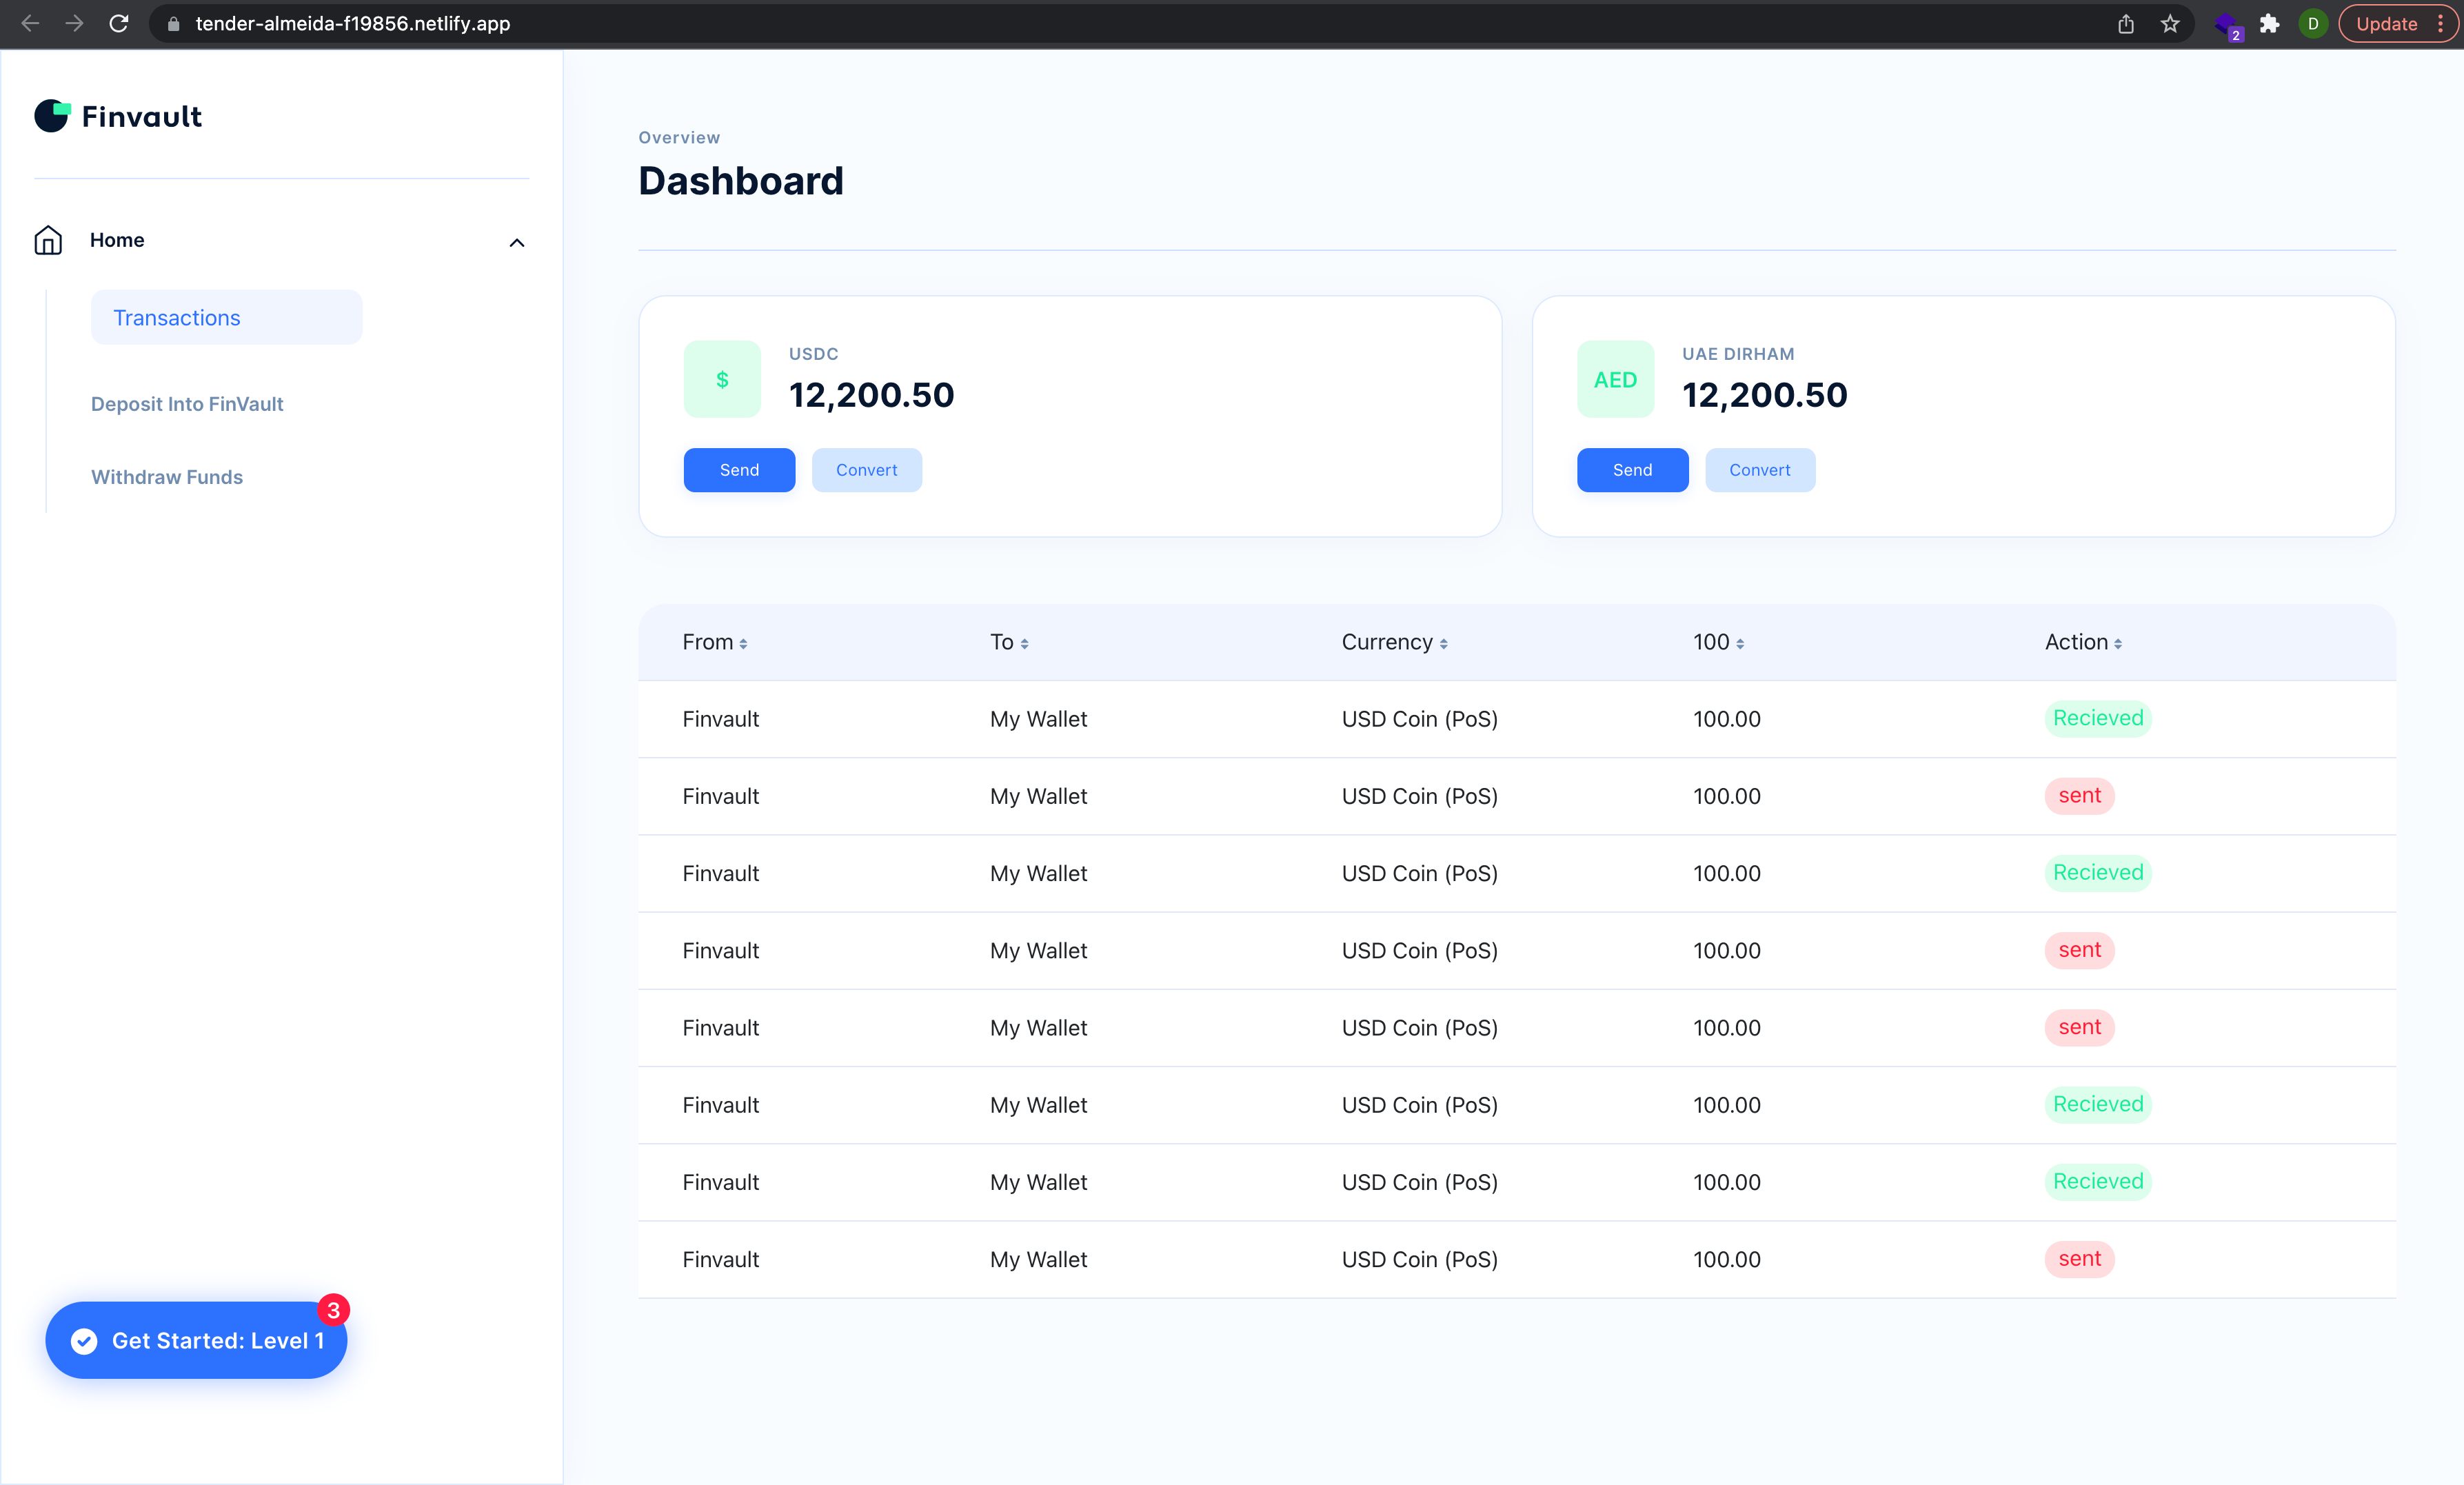 tender-almeida-f19856.netlify.app
2
D
Update
Finvault
Home
Transactions
Deposit Into FinVault
Withdraw Funds
3
Get Started: Level 1
Overview
Dashboard
$
USDC
12,200.50
Send Convert
AED
UAE DIRHAM
12,200.50
Send Convert
From To Currency 100 Action
Finvault My Wallet USD Coin (PoS) 100.00 Recieved
Finvault My Wallet USD Coin (PoS) 100.00 sent
Finvault My Wallet USD Coin (PoS) 100.00 Recieved
Finvault My Wallet USD Coin (PoS) 100.00 sent
Finvault My Wallet USD Coin (PoS) 100.00 sent
Finvault My Wallet USD Coin (PoS) 100.00 Recieved
Finvault My Wallet USD Coin (PoS) 100.00 Recieved
Finvault My Wallet USD Coin (PoS) 100.00 sent